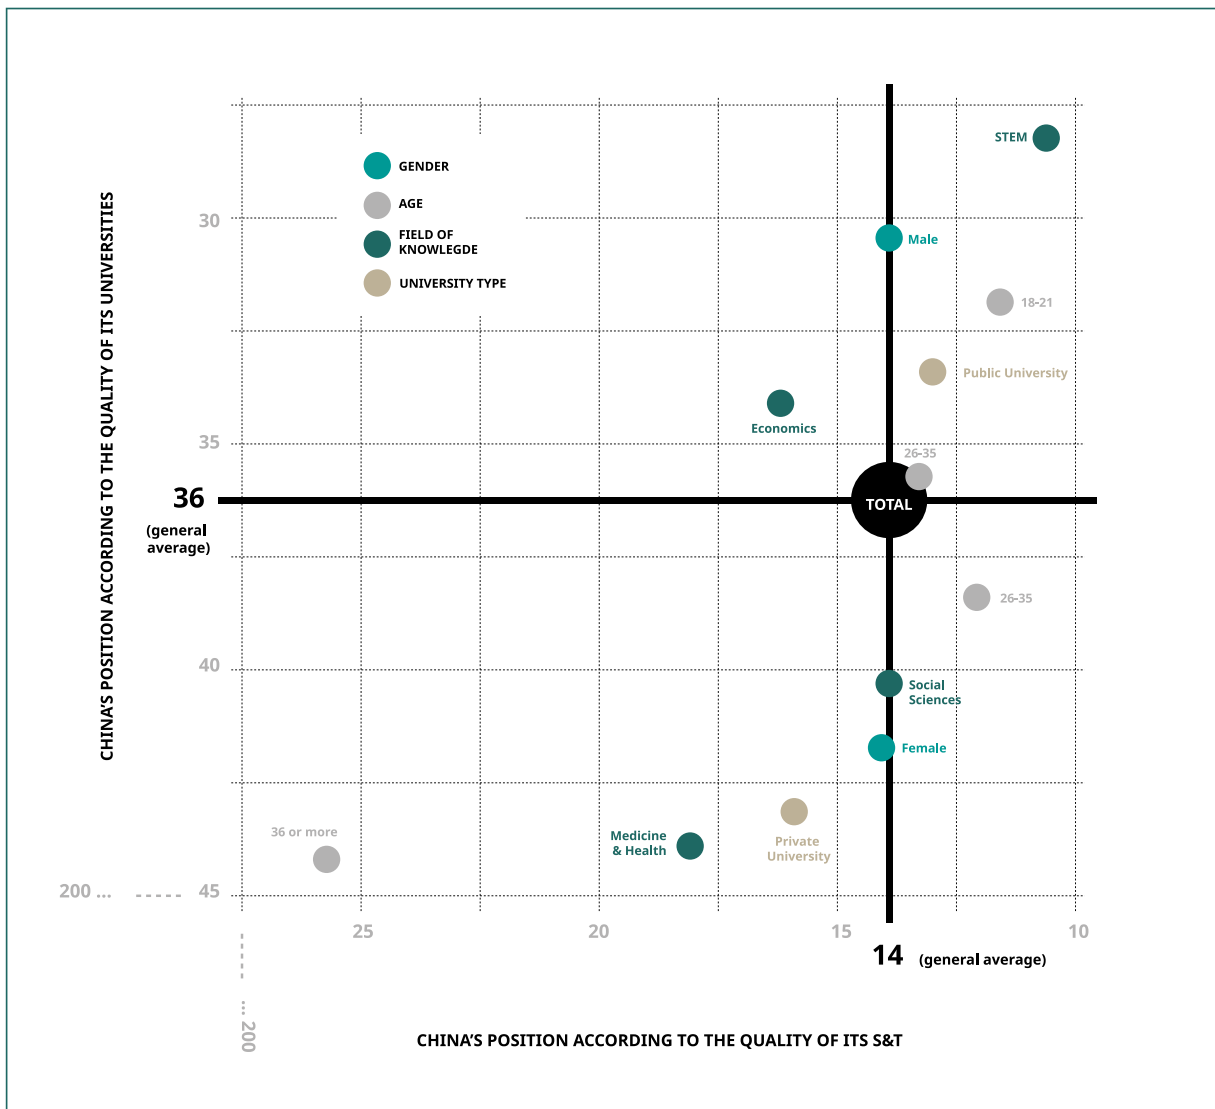 GENDER
AGE
FIELD OF
KNOWLEGDE
UNIVERSITY TYPE
CHINA’S POSITION ACCORDING TO THE QUALITY OF ITS UNIVERSITIES
30
35
36
(general
average)
40
45
200 ...
STEM
Male
18-21
Public University
Economics
26-35
TOTAL
26-35
Social
Sciences
Female
Private
University
Medicine
& Health
36 or more
25
20
15
10
14 (general average)
... 200
CHINA’S POSITION ACCORDING TO THE QUALITY OF ITS S&T